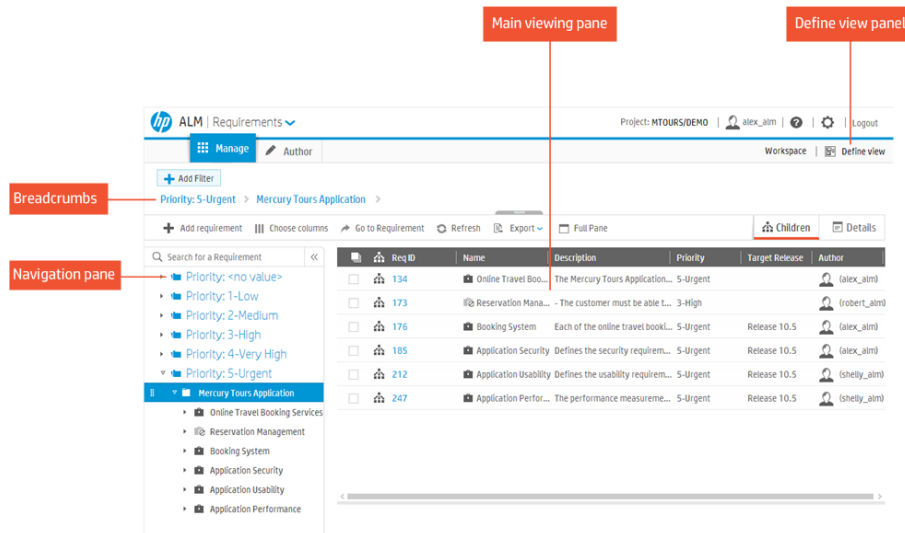 Main viewing pane
Define view panel
hp ALM | Requirements
Project: MTOURS/DEMO | alex_alm | ? | Logout
Manage Author
Workspace | Define view
+ Add Filter
Breadcrumbs
Priority: 5-Urgent > Mercury Tours Application >
+ Add requirement Choose columns Go to Requirement Refresh Export Full Pane
Children Details
Navigation pane
Search for a Requirement «
Priority: <no value>
Priority: 1-Low
Priority: 2-Medium
Priority: 3-High
Priority: 4-Very High
Priority: 5-Urgent
Mercury Tours Application
Online Travel Booking Services
Reservation Management
Booking System
Application Security
Application Usability
Application Performance
Req ID Name Description Priority Target Release Author
134 Online Travel Boo... The Mercury Tours Application... 5-Urgent (alex_alm)
173 Reservation Mana... - The customer must be able t... 3-High (robert_alm)
176 Booking System Each of the online travel booki... 5-Urgent Release 10.5 (alex_alm)
185 Application Security Defines the security requirem... 5-Urgent Release 10.5 (alex_alm)
212 Application Usability Defines the usability requirem... 5-Urgent Release 10.5 (shelly_alm)
247 Application Perfor... The performance measureme... 5-Urgent Release 10.5 (shelly_alm)